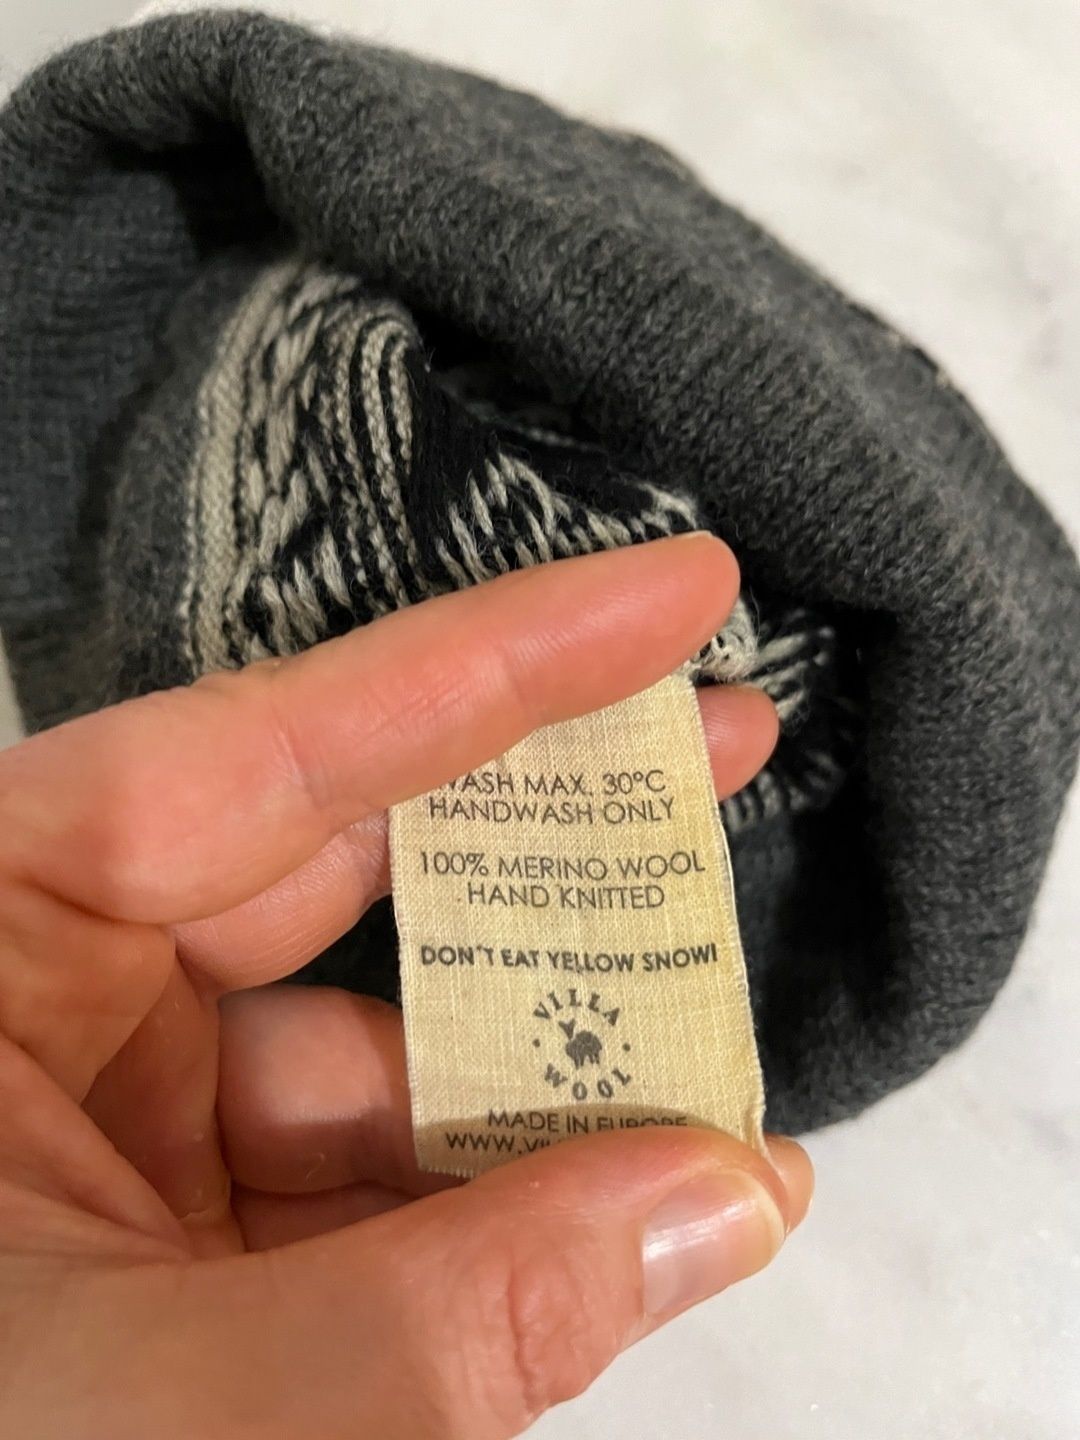 WASH MAX. 30°C
HANDWASH ONLY
100% MERINO WOOL
HAND KNITTED
DON'T EAT YELLOW SNOW!
VILLA
WOOL
MADE IN EUROPE